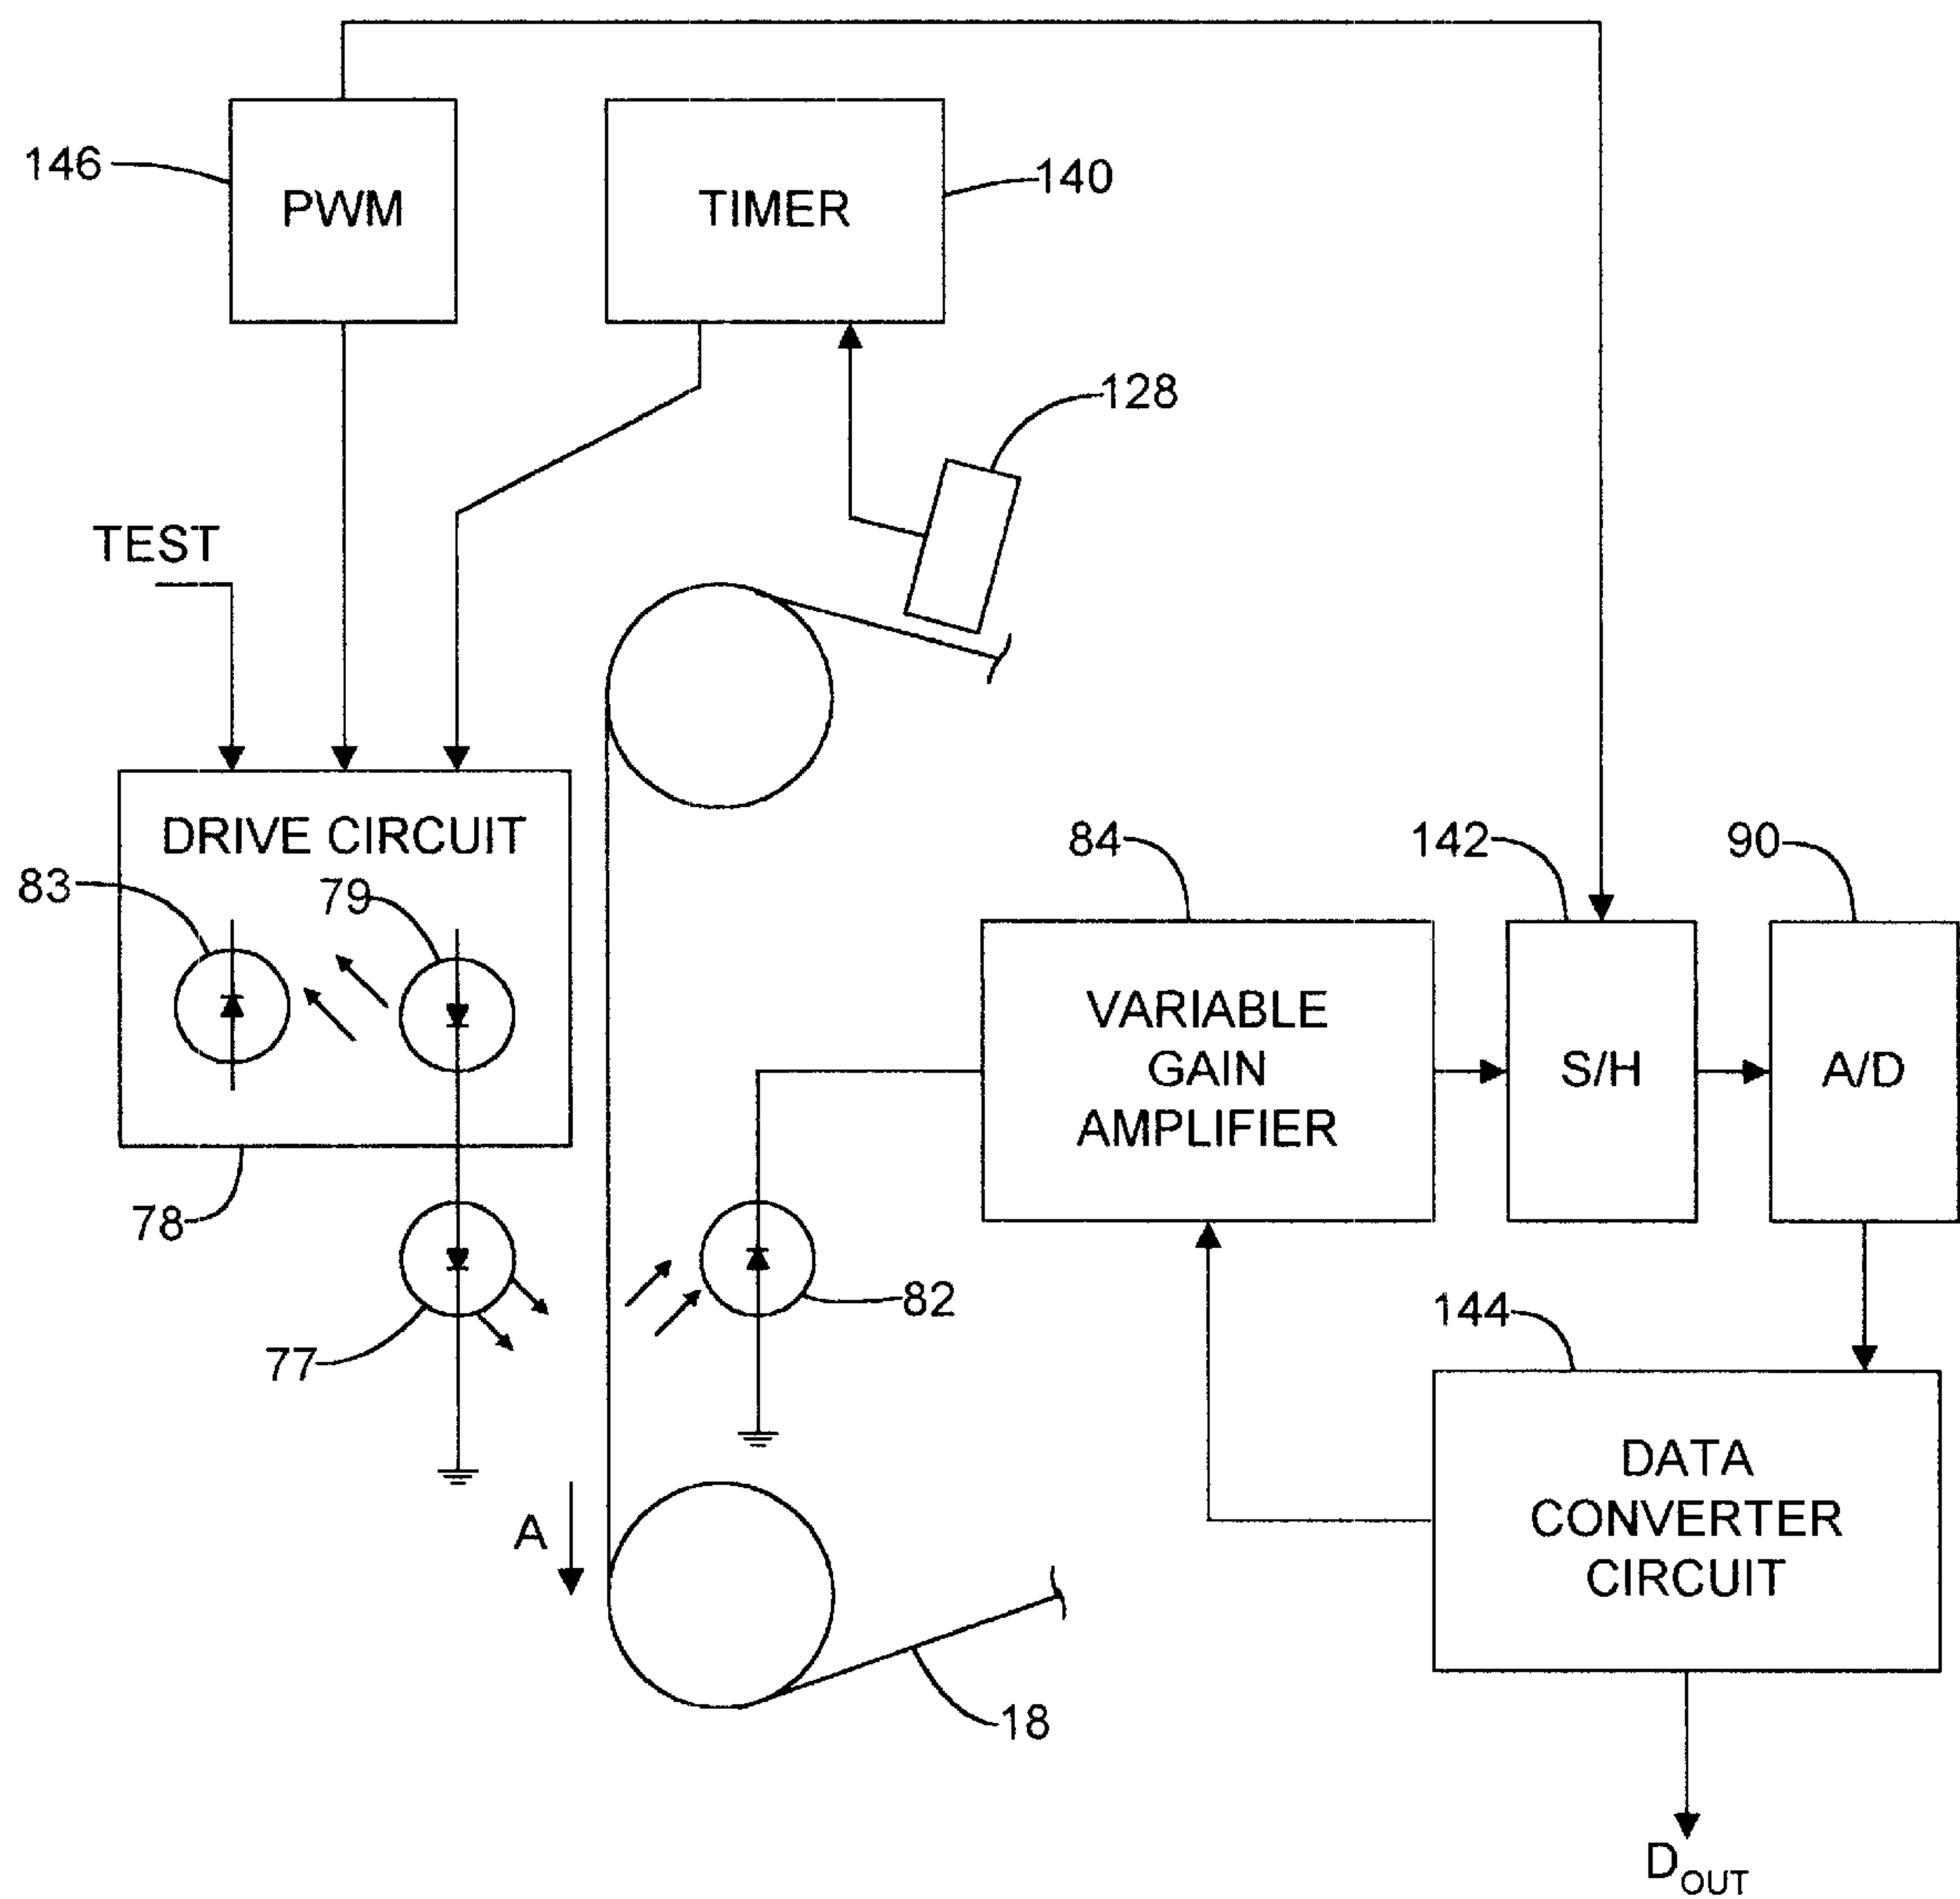 146
PWM
TIMER
140
128
TEST
DRIVE CIRCUIT
83
79
78
77
82
84
142
90
VARIABLE
GAIN
AMPLIFIER
S/H
A/D
144
DATA
CONVERTER
CIRCUIT
A
18
DOUT